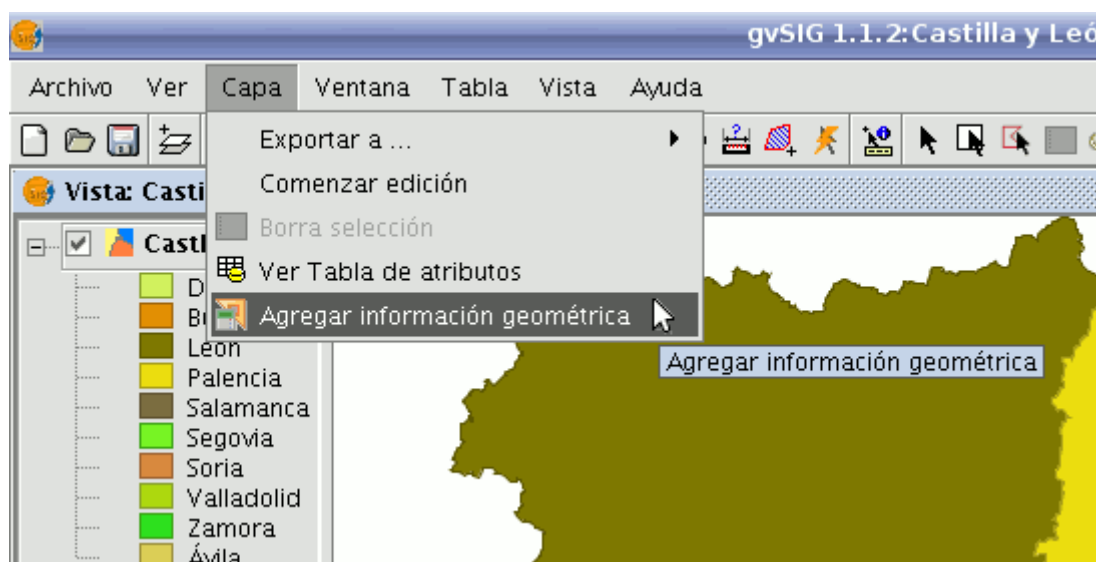 gvSIG 1.1.2:Castilla y Leó
Archivo Ver Capa Ventana Tabla Vista Ayuda
Exportar a ...
Comenzar edición
Vista: Casti
Borra selección
Castl
Ver Tabla de atributos
D
Agregar información geométrica
Bu
León
Agregar información geométrica
Palencia
Salamanca
Segovia
Soria
Valladolid
Zamora
Ávila